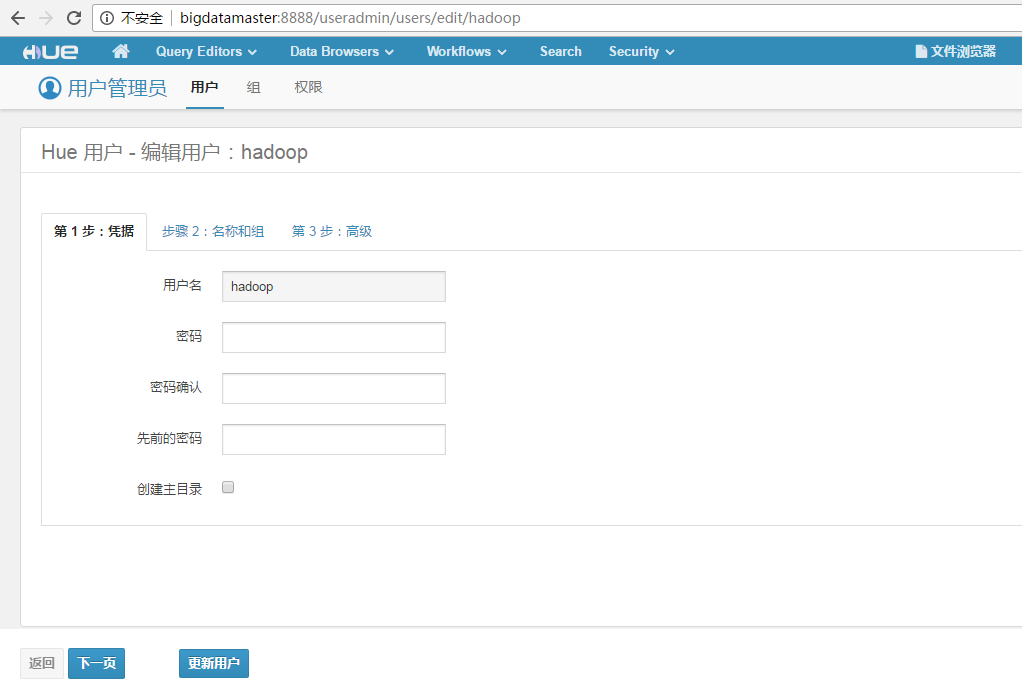 不安全 bigdatamaster:8888/useradmin/users/edit/hadoop
HUE Query Editors Data Browsers Workflows Search Security 文件浏览器
用户管理员 用户 组 权限
Hue 用户 - 编辑用户：hadoop
第 1 步：凭据 步骤 2：名称和组 第 3 步：高级
用户名 hadoop
密码
密码确认
先前的密码
创建主目录
返回 下一页 更新用户